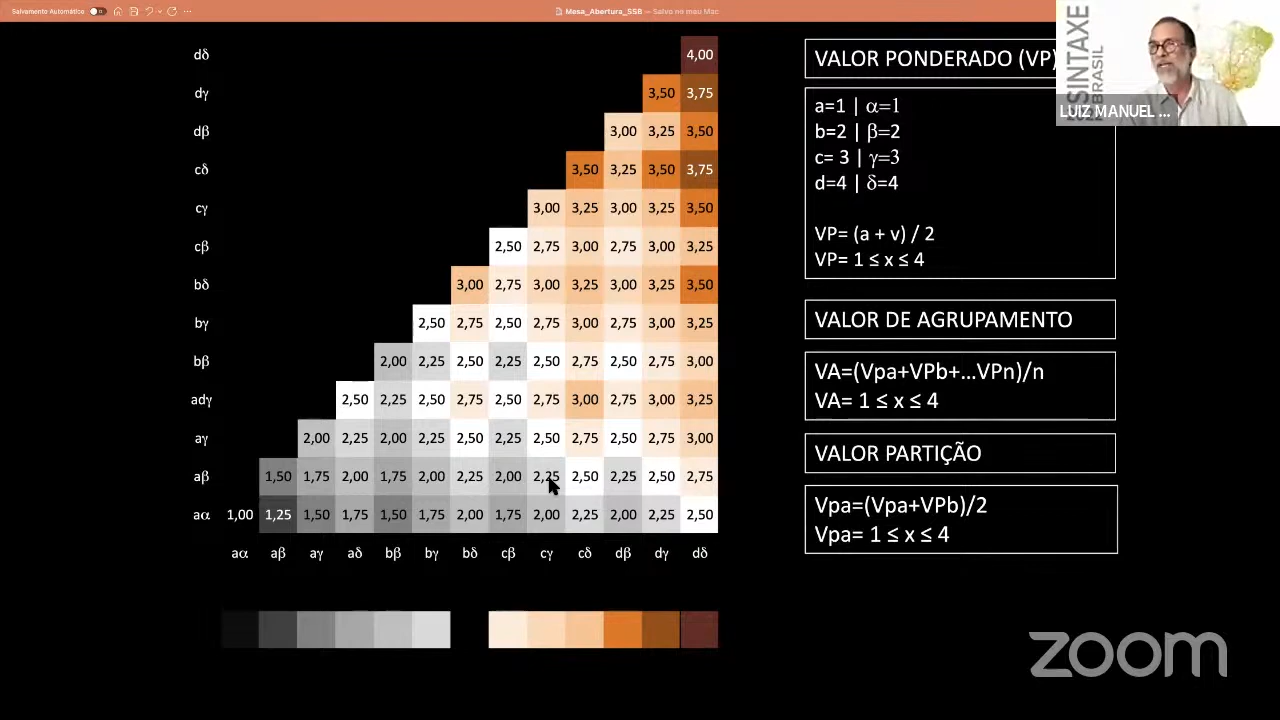 Salvamento Automático
Mesa_Abertura_SSB — Salvo no meu Mac
dδ 4,00
dγ 3,50 3,75
dβ 3,00 3,25 3,50
cδ 3,50 3,25 3,50 3,75
cγ 3,00 3,25 3,00 3,25 3,50
cβ 2,50 2,75 3,00 2,75 3,00 3,25
bδ 3,00 2,75 3,00 3,25 3,00 3,25 3,50
bγ 2,50 2,75 2,50 2,75 3,00 2,75 3,00 3,25
bβ 2,00 2,25 2,50 2,25 2,50 2,75 2,50 2,75 3,00
adγ 2,50 2,25 2,50 2,75 2,50 2,75 3,00 2,75 3,00 3,25
aγ 2,00 2,25 2,00 2,25 2,50 2,25 2,50 2,75 2,50 2,75 3,00
aβ 1,50 1,75 2,00 1,75 2,00 2,25 2,00 2,25 2,50 2,25 2,50 2,75
aα 1,00 1,25 1,50 1,75 1,50 1,75 2,00 1,75 2,00 2,25 2,00 2,25 2,50
aα aβ aγ aδ bβ bγ bδ cβ cγ cδ dβ dγ dδ
VALOR PONDERADO (VP)
a=1 | α=1
b=2 | β=2
c= 3 | γ=3
d=4 | δ=4
VP= (a + v) / 2
VP= 1 ≤ x ≤ 4
VALOR DE AGRUPAMENTO
VA=(Vpa+VPb+...VPn)/n
VA= 1 ≤ x ≤ 4
VALOR PARTIÇÃO
Vpa=(Vpa+VPb)/2
Vpa= 1 ≤ x ≤ 4
SINTAXE
BRASIL
LUIZ MANUEL ...
zoom